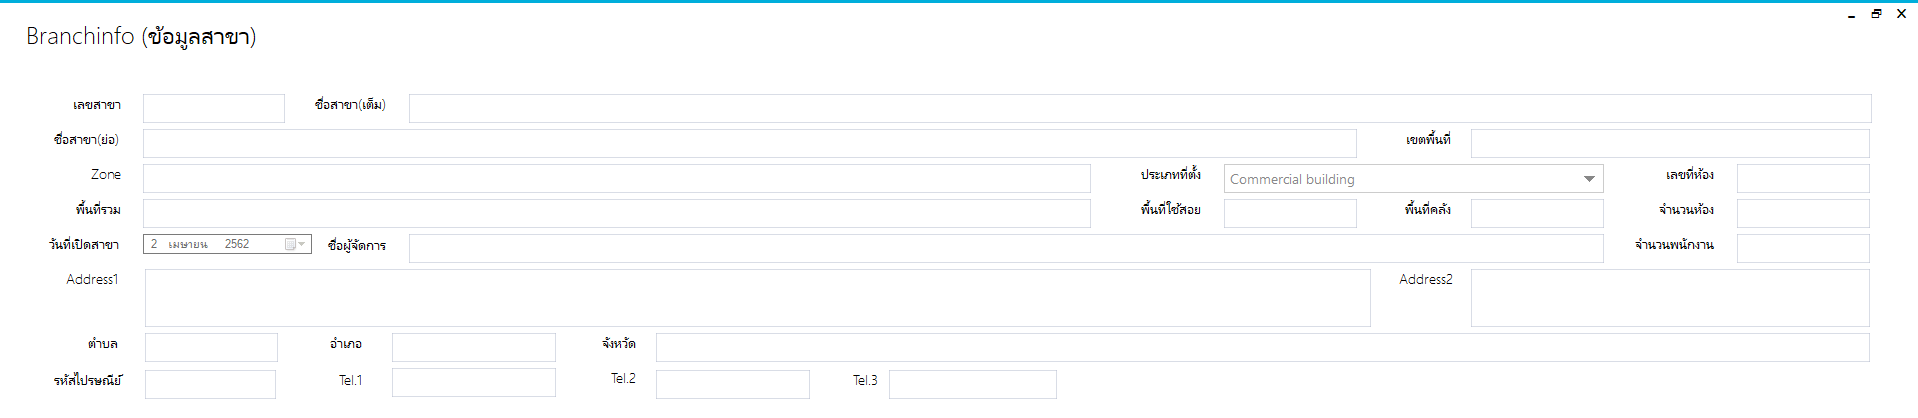 Branchinfo (ข้อมูลสาขา)
เลขสาขา ชื่อสาขา(เต็ม)
ชื่อสาขา(ย่อ) เขตพื้นที่
Zone ประเภทที่ตั้ง Commercial building เลขที่ห้อง
พื้นที่รวม พื้นที่ใช้สอย พื้นที่คลัง จำนวนห้อง
วันที่เปิดสาขา 2 เมษายน 2562 ชื่อผู้จัดการ จำนวนพนักงาน
Address1 Address2
ตำบล อำเภอ จังหวัด
รหัสไปรษณีย์ Tel.1 Tel.2 Tel.3